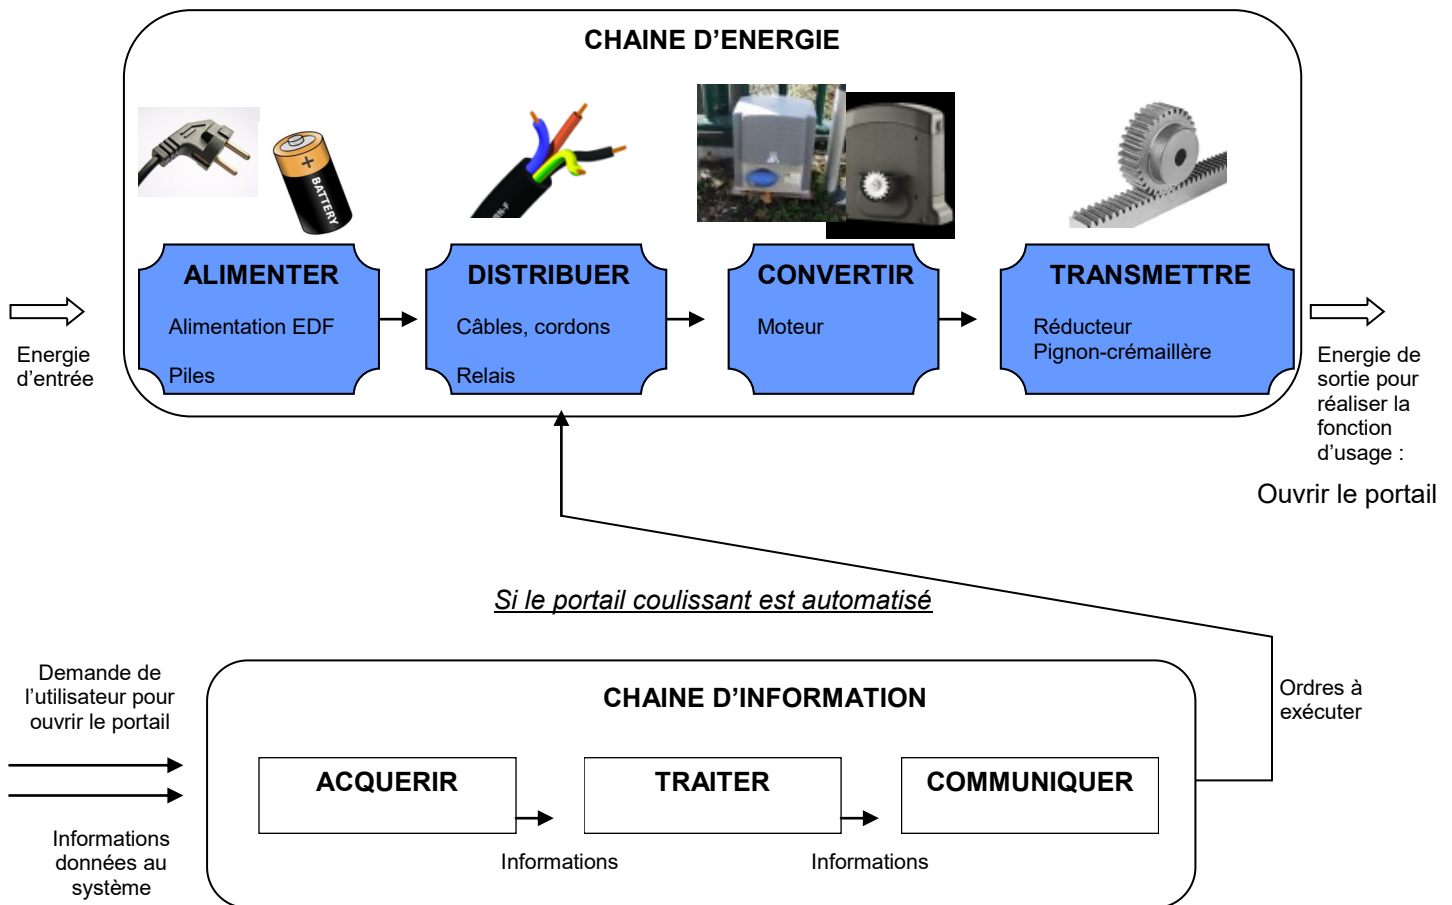 CHAINE D’ENERGIE
BATTERY
ALIMENTER
Alimentation EDF
Piles
DISTRIBUER
Câbles, cordons
Relais
CONVERTIR
Moteur
TRANSMETTRE
Réducteur
Pignon-crémaillère
Energie
d’entrée
Energie de
sortie pour
réaliser la
fonction
d’usage :
Ouvrir le portail
Si le portail coulissant est automatisé
Demande de
l’utilisateur pour
ouvrir le portail
Informations
données au
système
CHAINE D’INFORMATION
ACQUERIR
TRAITER
COMMUNIQUER
Informations
Informations
Ordres à
exécuter